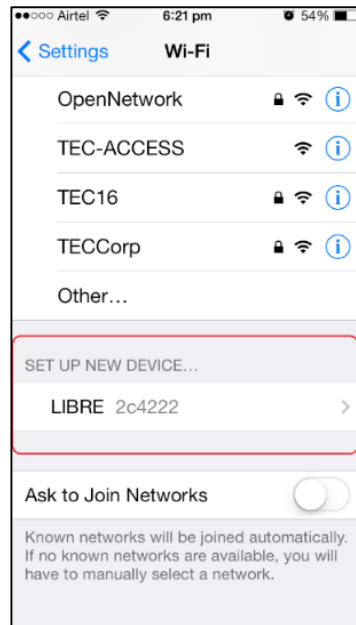 Airtel 6:21 pm 54%
Settings Wi-Fi
OpenNetwork
TEC-ACCESS
TEC16
TECCorp
Other...
SET UP NEW DEVICE...
LIBRE 2c4222
Ask to Join Networks
Known networks will be joined automatically.
If no known networks are available, you will
have to manually select a network.